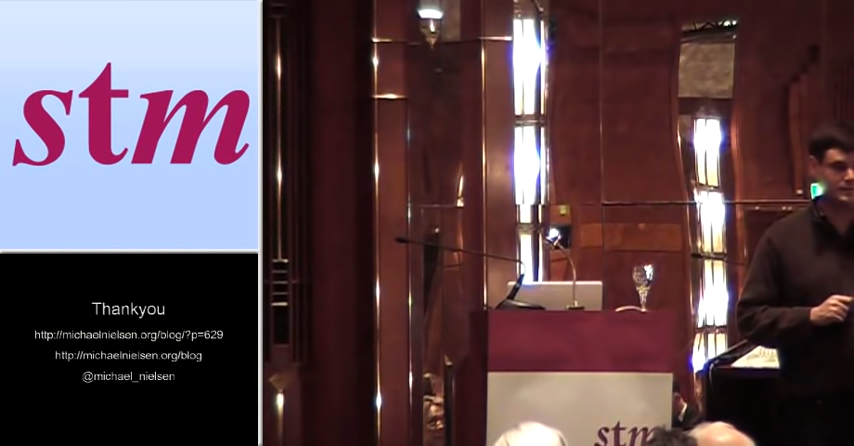 stm
Thankyou
http://michaelnielsen.org/blog/?p=629
http://michaelnielsen.org/blog
@michael_nielsen
stm